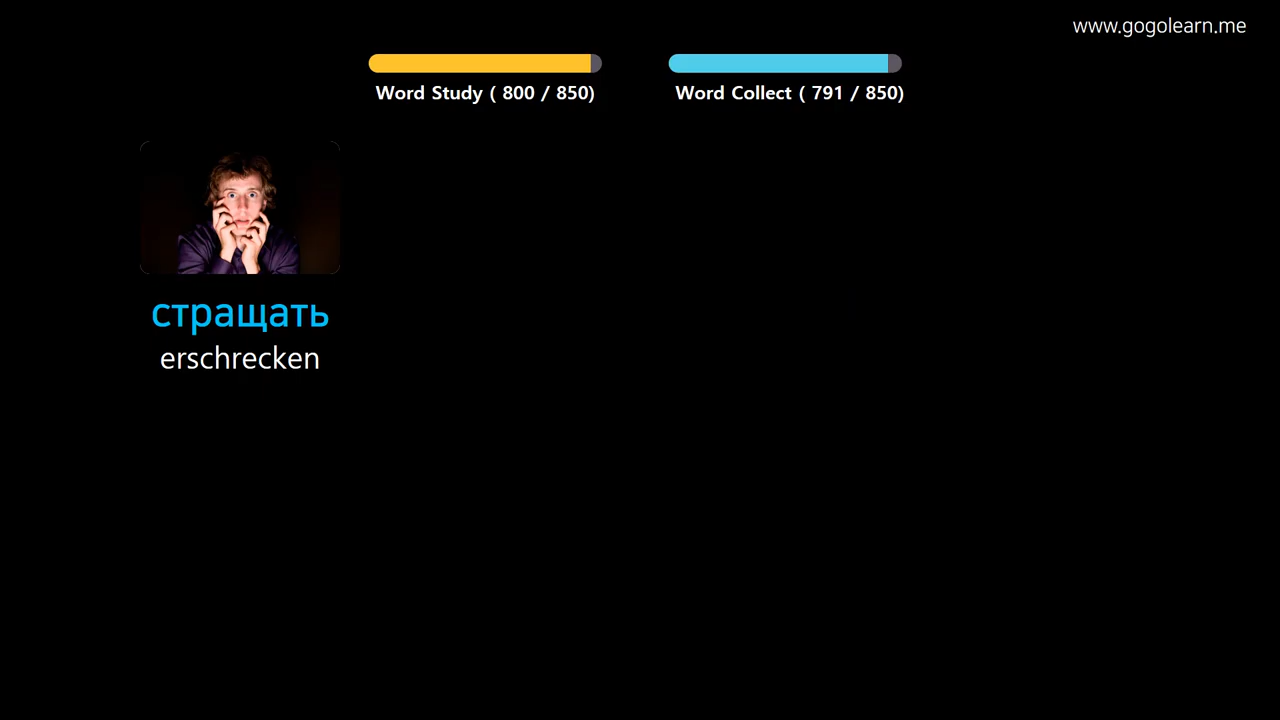 www.gogolearn.me
Word Study ( 800 / 850)
Word Collect ( 791 / 850)
стращать
erschrecken